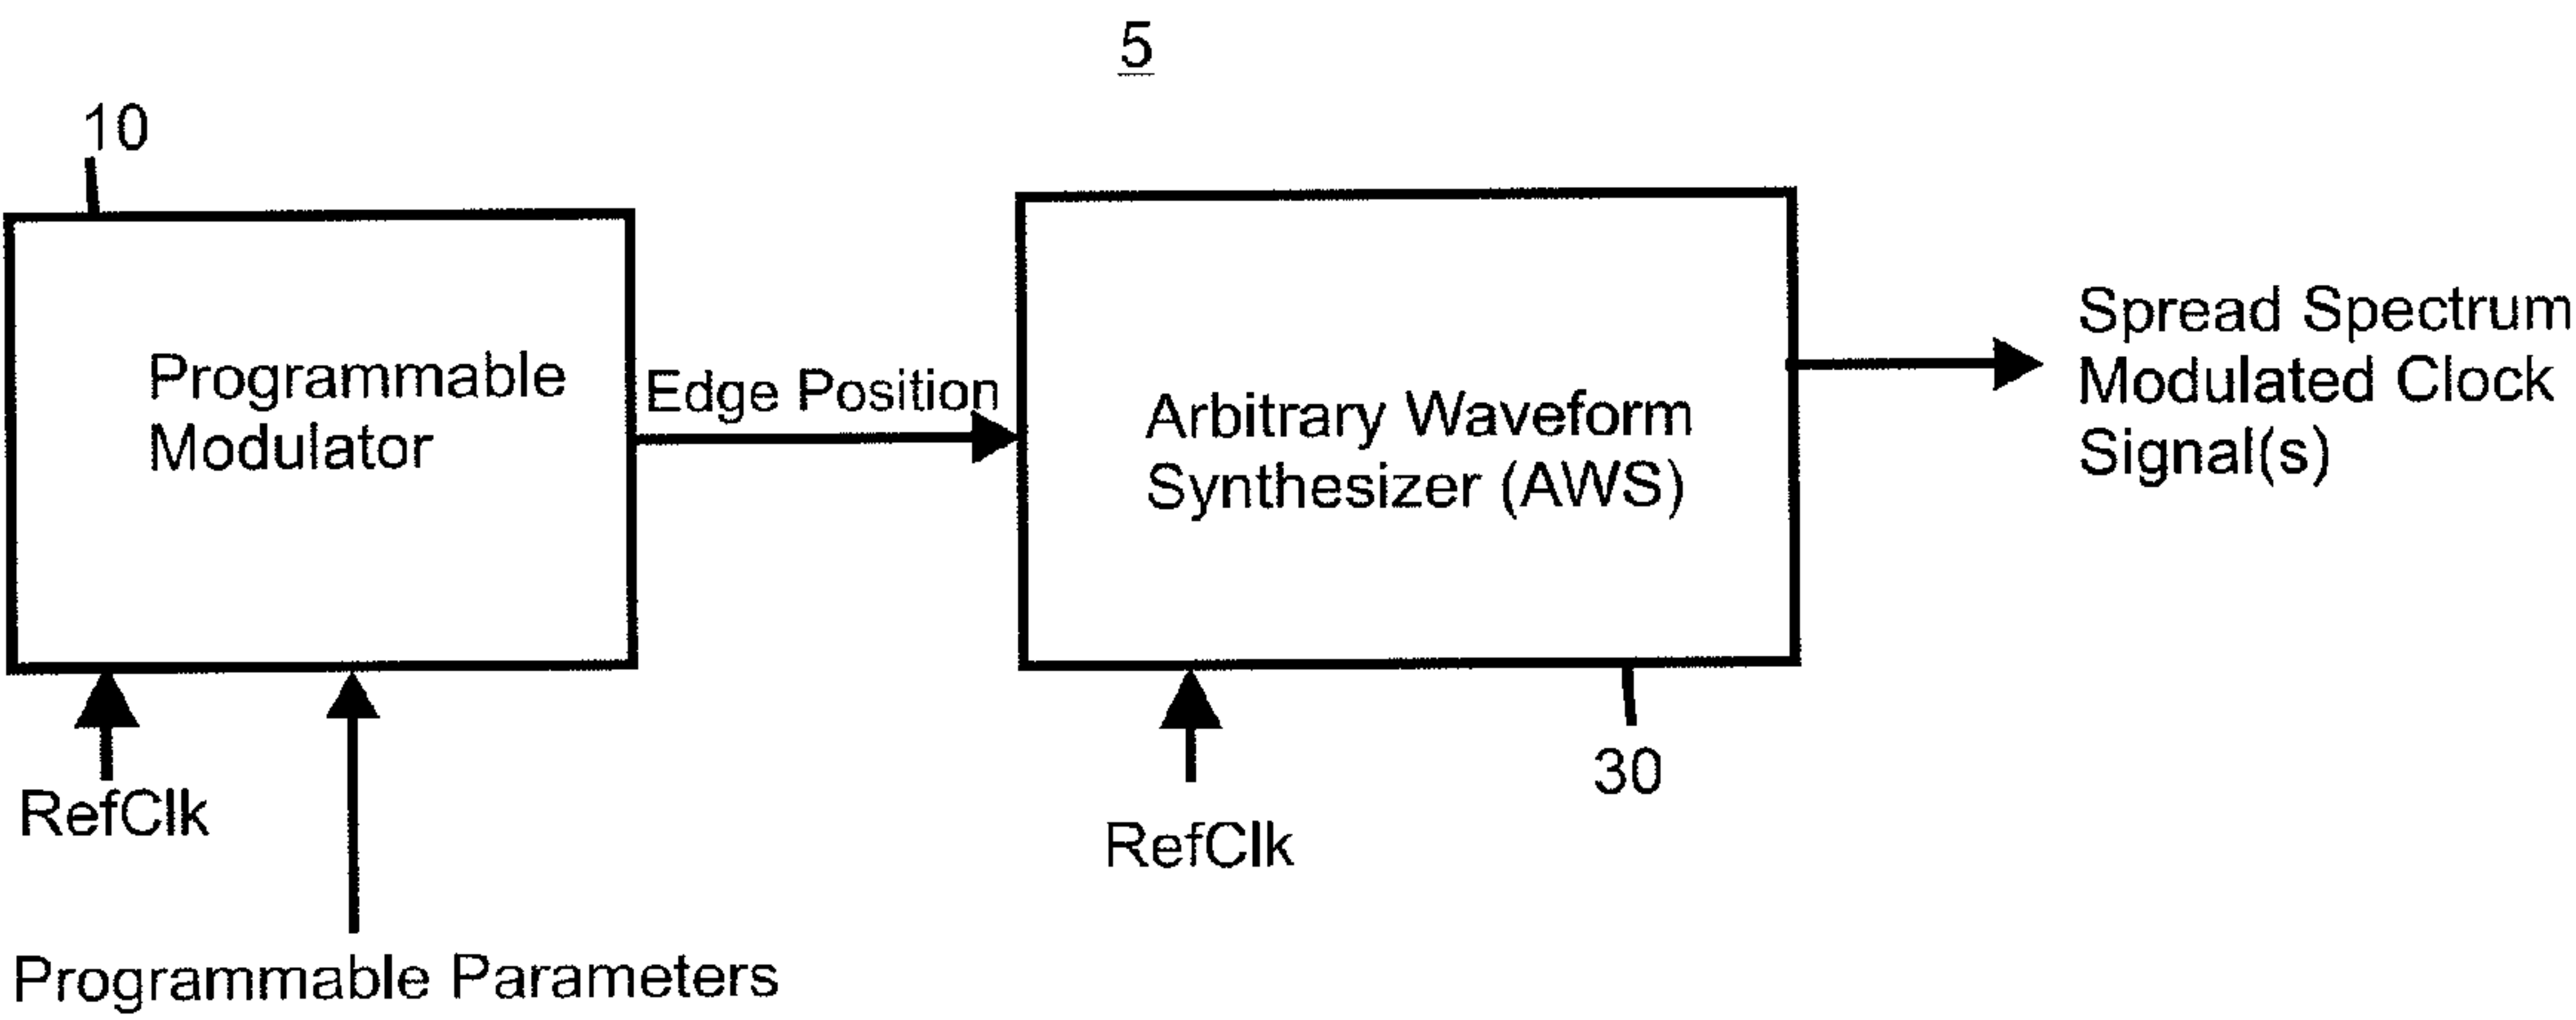 5
10
Programmable
Modulator
Edge Position
Arbitrary Waveform
Synthesizer (AWS)
Spread Spectrum
Modulated Clock
Signal(s)
RefClk
RefClk
30
Programmable Parameters